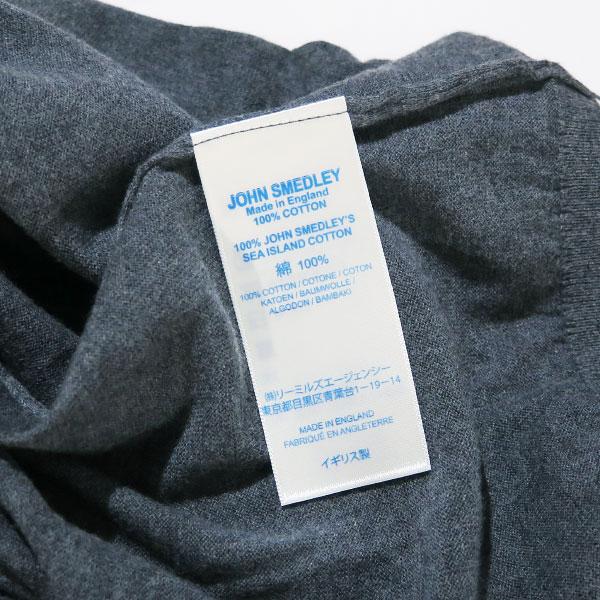 JOHN SMEDLEY
Made in England
100% COTTON
100% JOHN SMEDLEY'S
SEA ISLAND COTTON
綿 100%
100% COTTON / COTONE / COTON
KATOEN / BAUMWOLLE /
ALGODON / BAMBAKI
㈱リーミルズエージェンシー
東京都目黒区青葉台1-19-14
MADE IN ENGLAND
FABRIQUÉ EN ANGLETERRE
イギリス製